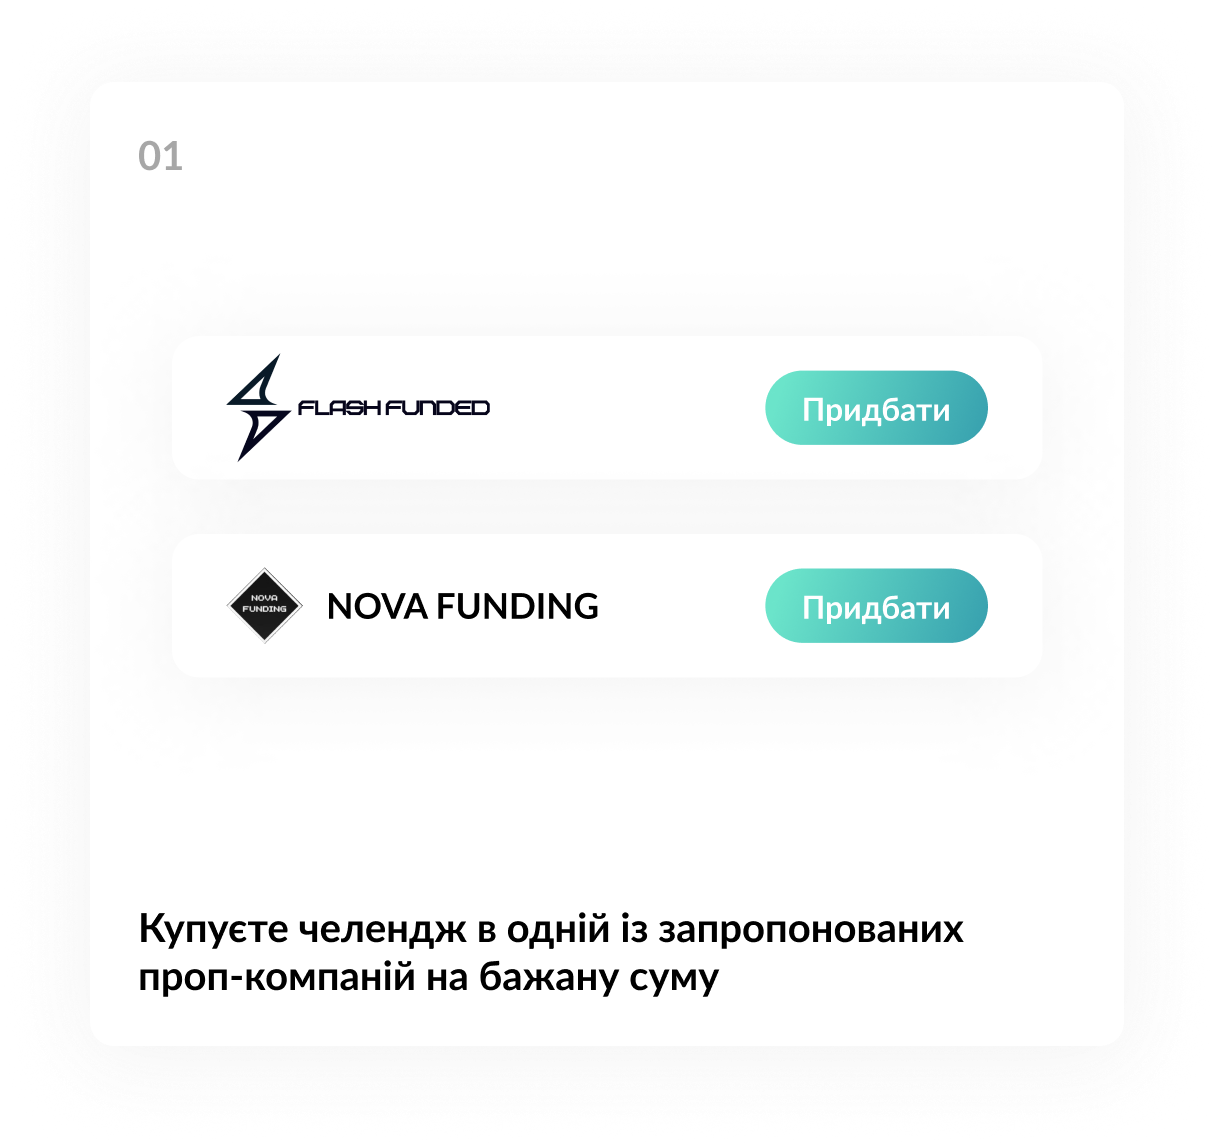 01
FLASH FUNDED
Придбати
NOVA
FUNDING
NOVA FUNDING
Придбати
Купуєте челендж в одній із запропонованих
проп-компаній на бажану суму